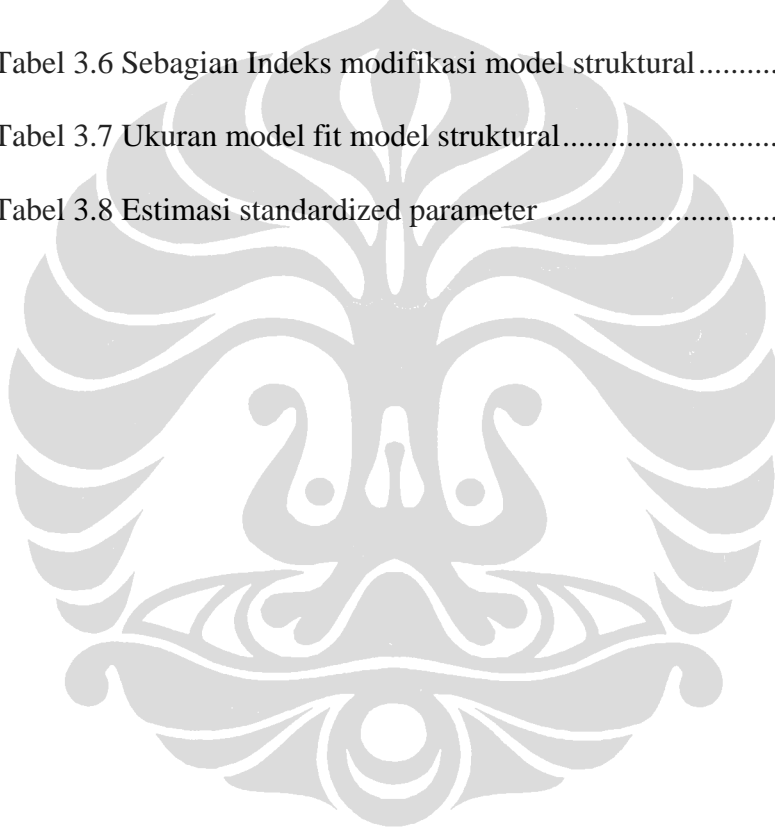 Tabel 3.6 Sebagian Indeks modifikasi model struktural..........
Tabel 3.7 Ukuran model fit model struktural..........................
Tabel 3.8 Estimasi standardized parameter ............................